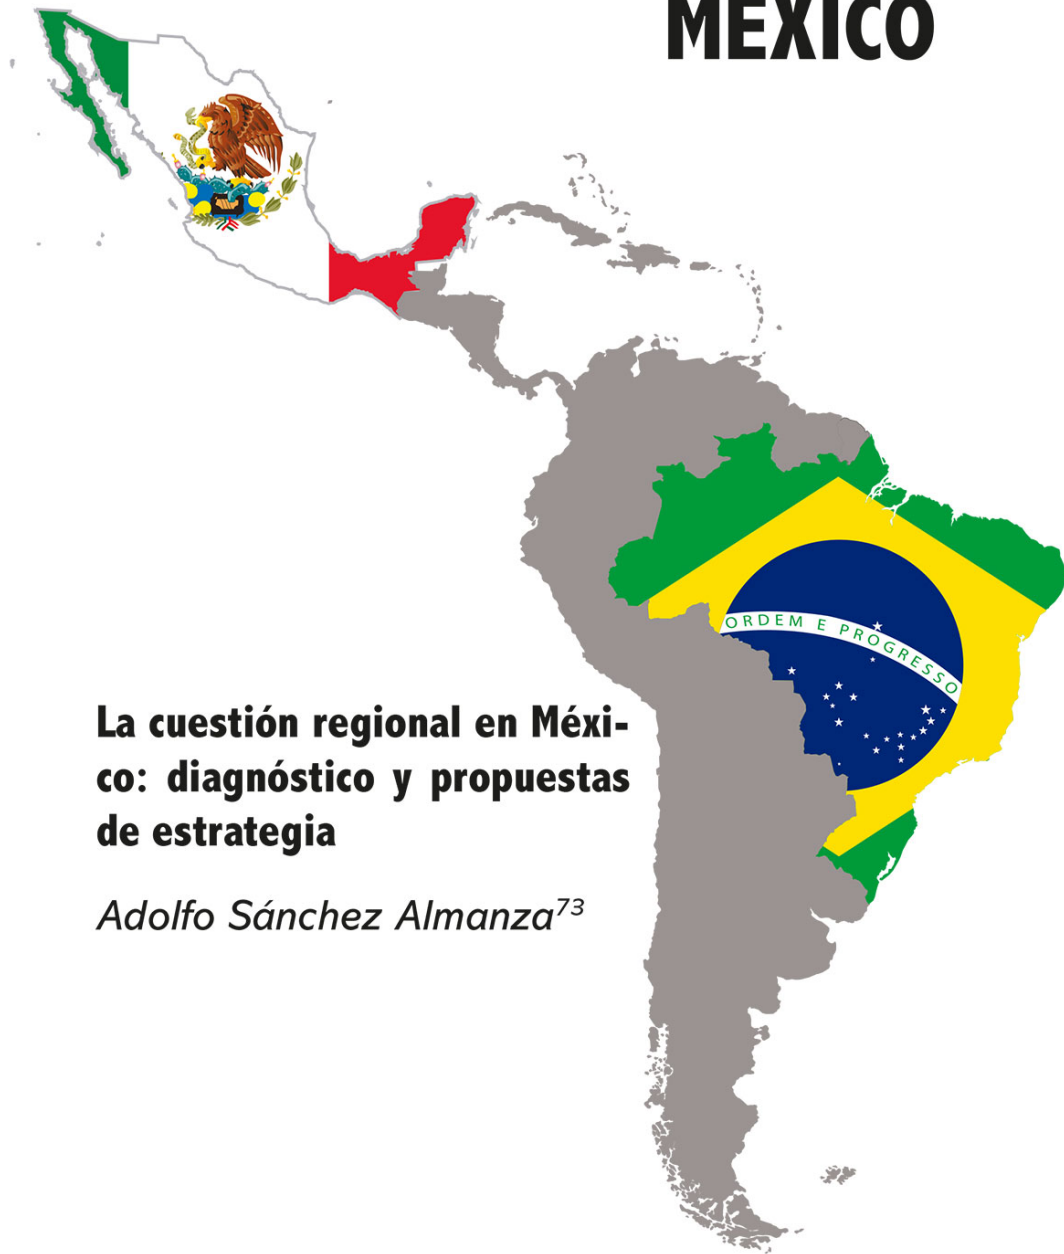 MÉXICO
ORDEM E PROGRESSO
La cuestión regional en Méxi-
co: diagnóstico y propuestas
de estrategia
Adolfo Sánchez Almanza73